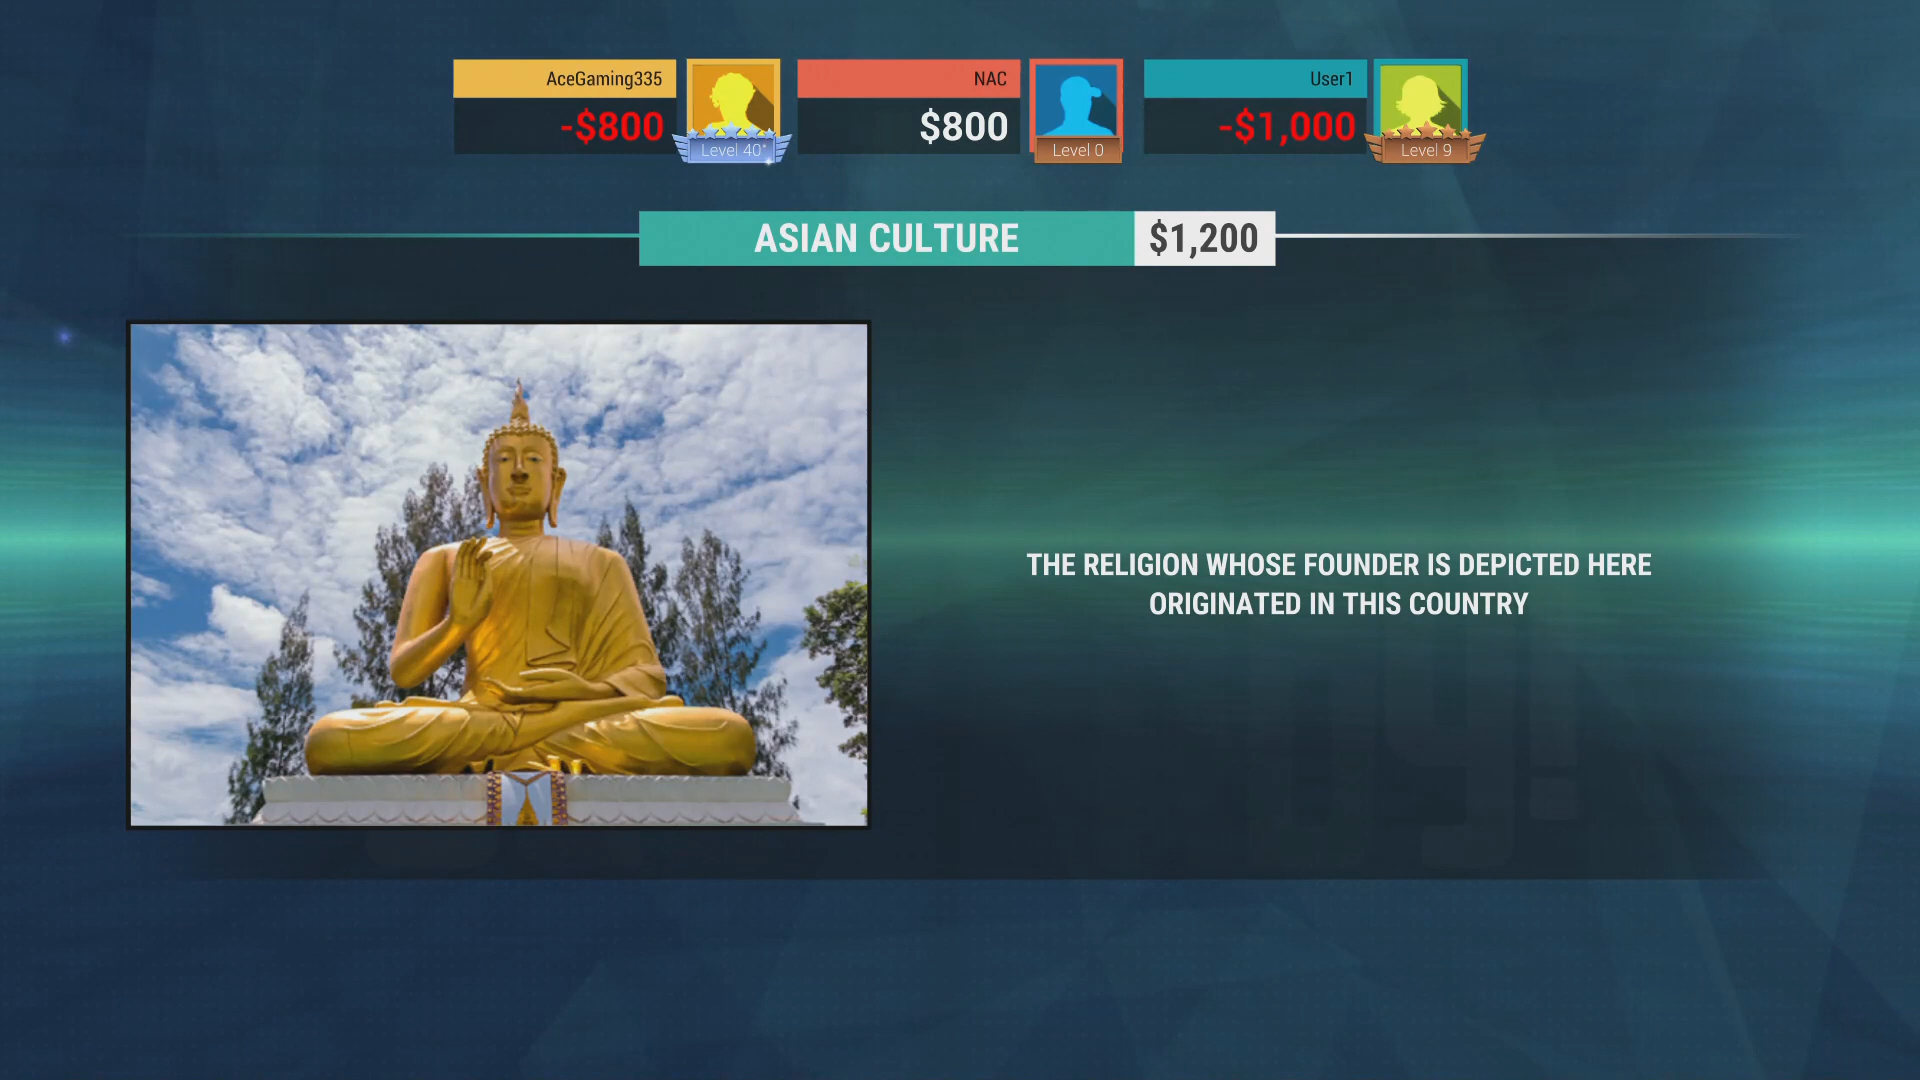 AceGaming335
-$800
Level 40*
NAC
$800
Level 0
User1
-$1,000
Level 9
ASIAN CULTURE
$1,200
THE RELIGION WHOSE FOUNDER IS DEPICTED HERE
ORIGINATED IN THIS COUNTRY